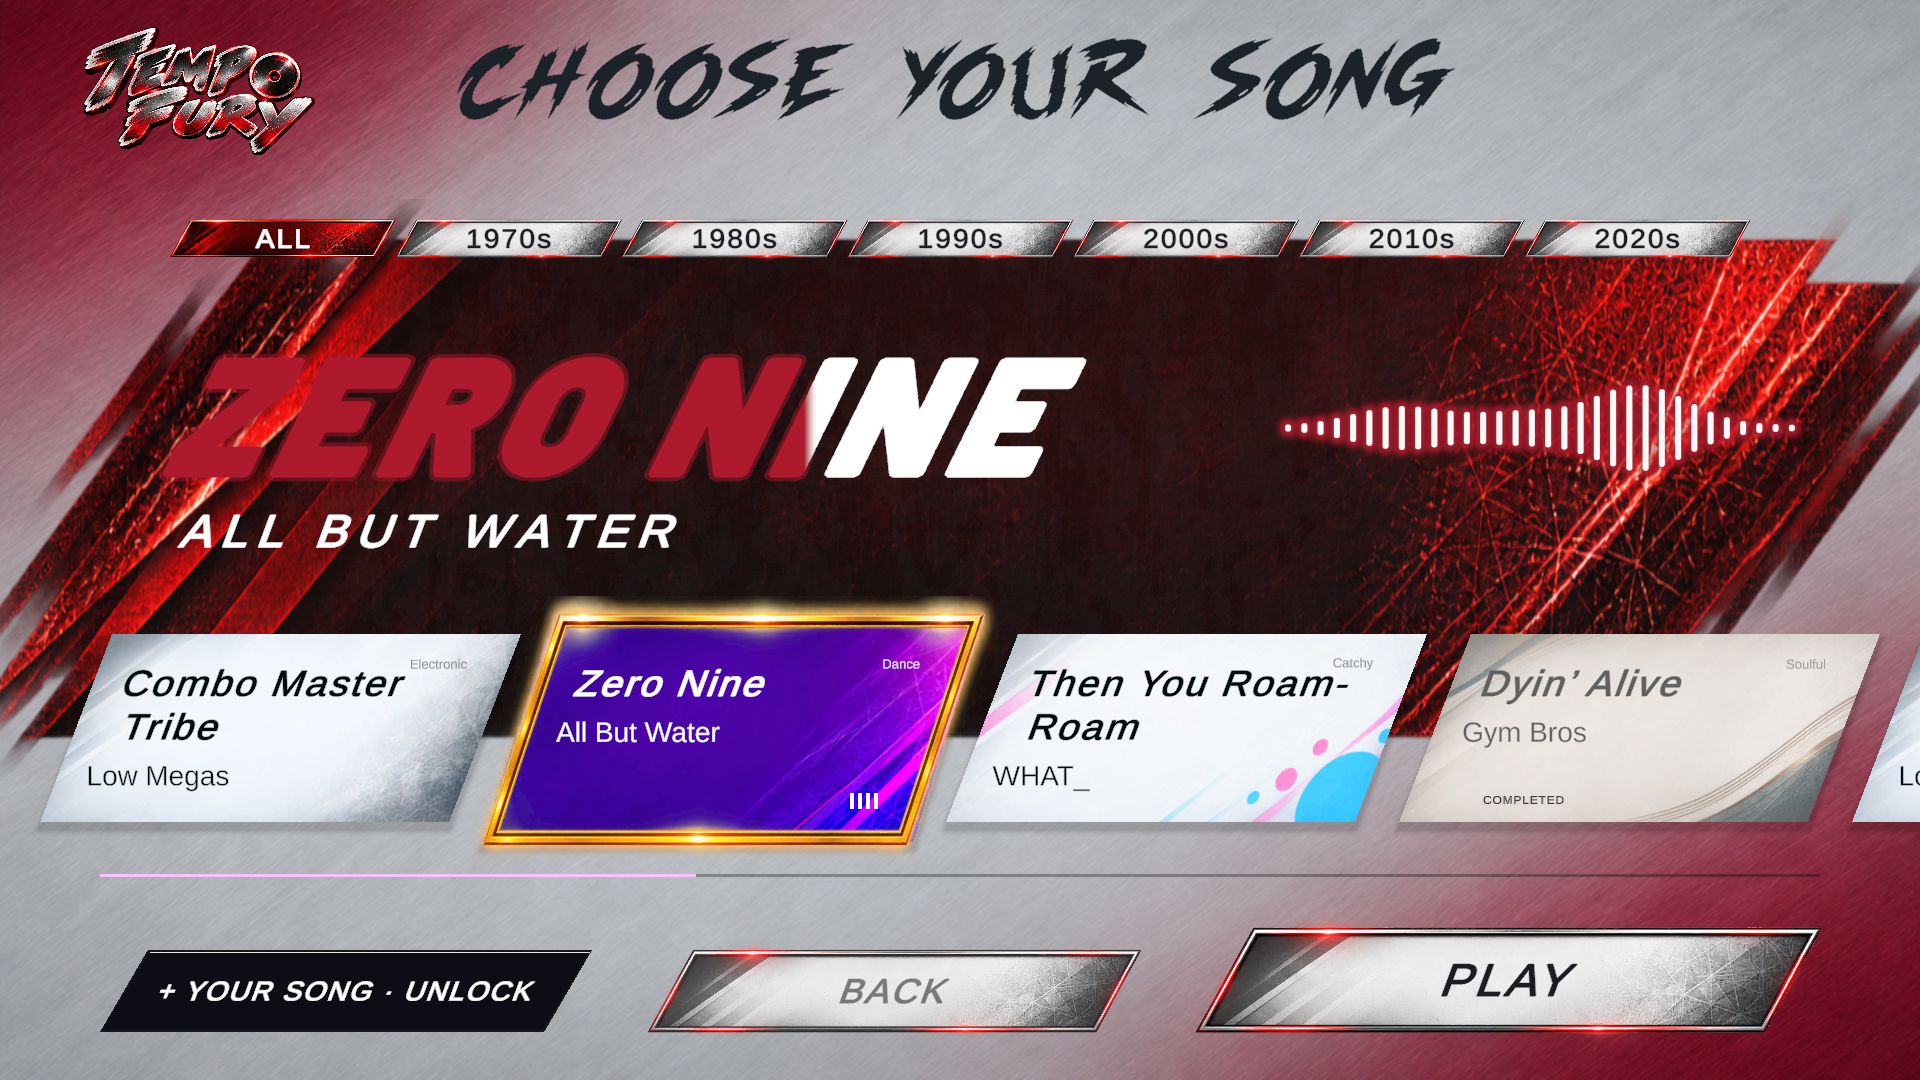 TEMPO
FURY
CHOOSE YOUR SONG
ALL
1970s
1980s
1990s
2000s
2010s
2020s
ZERO NINE
ALL BUT WATER
Electronic
Combo Master
Tribe
Low Megas
Dance
Zero Nine
All But Water
Catchy
Then You Roam-
Roam
WHAT_
Soulful
Dyin’ Alive
Gym Bros
COMPLETED
+ YOUR SONG · UNLOCK
BACK
PLAY